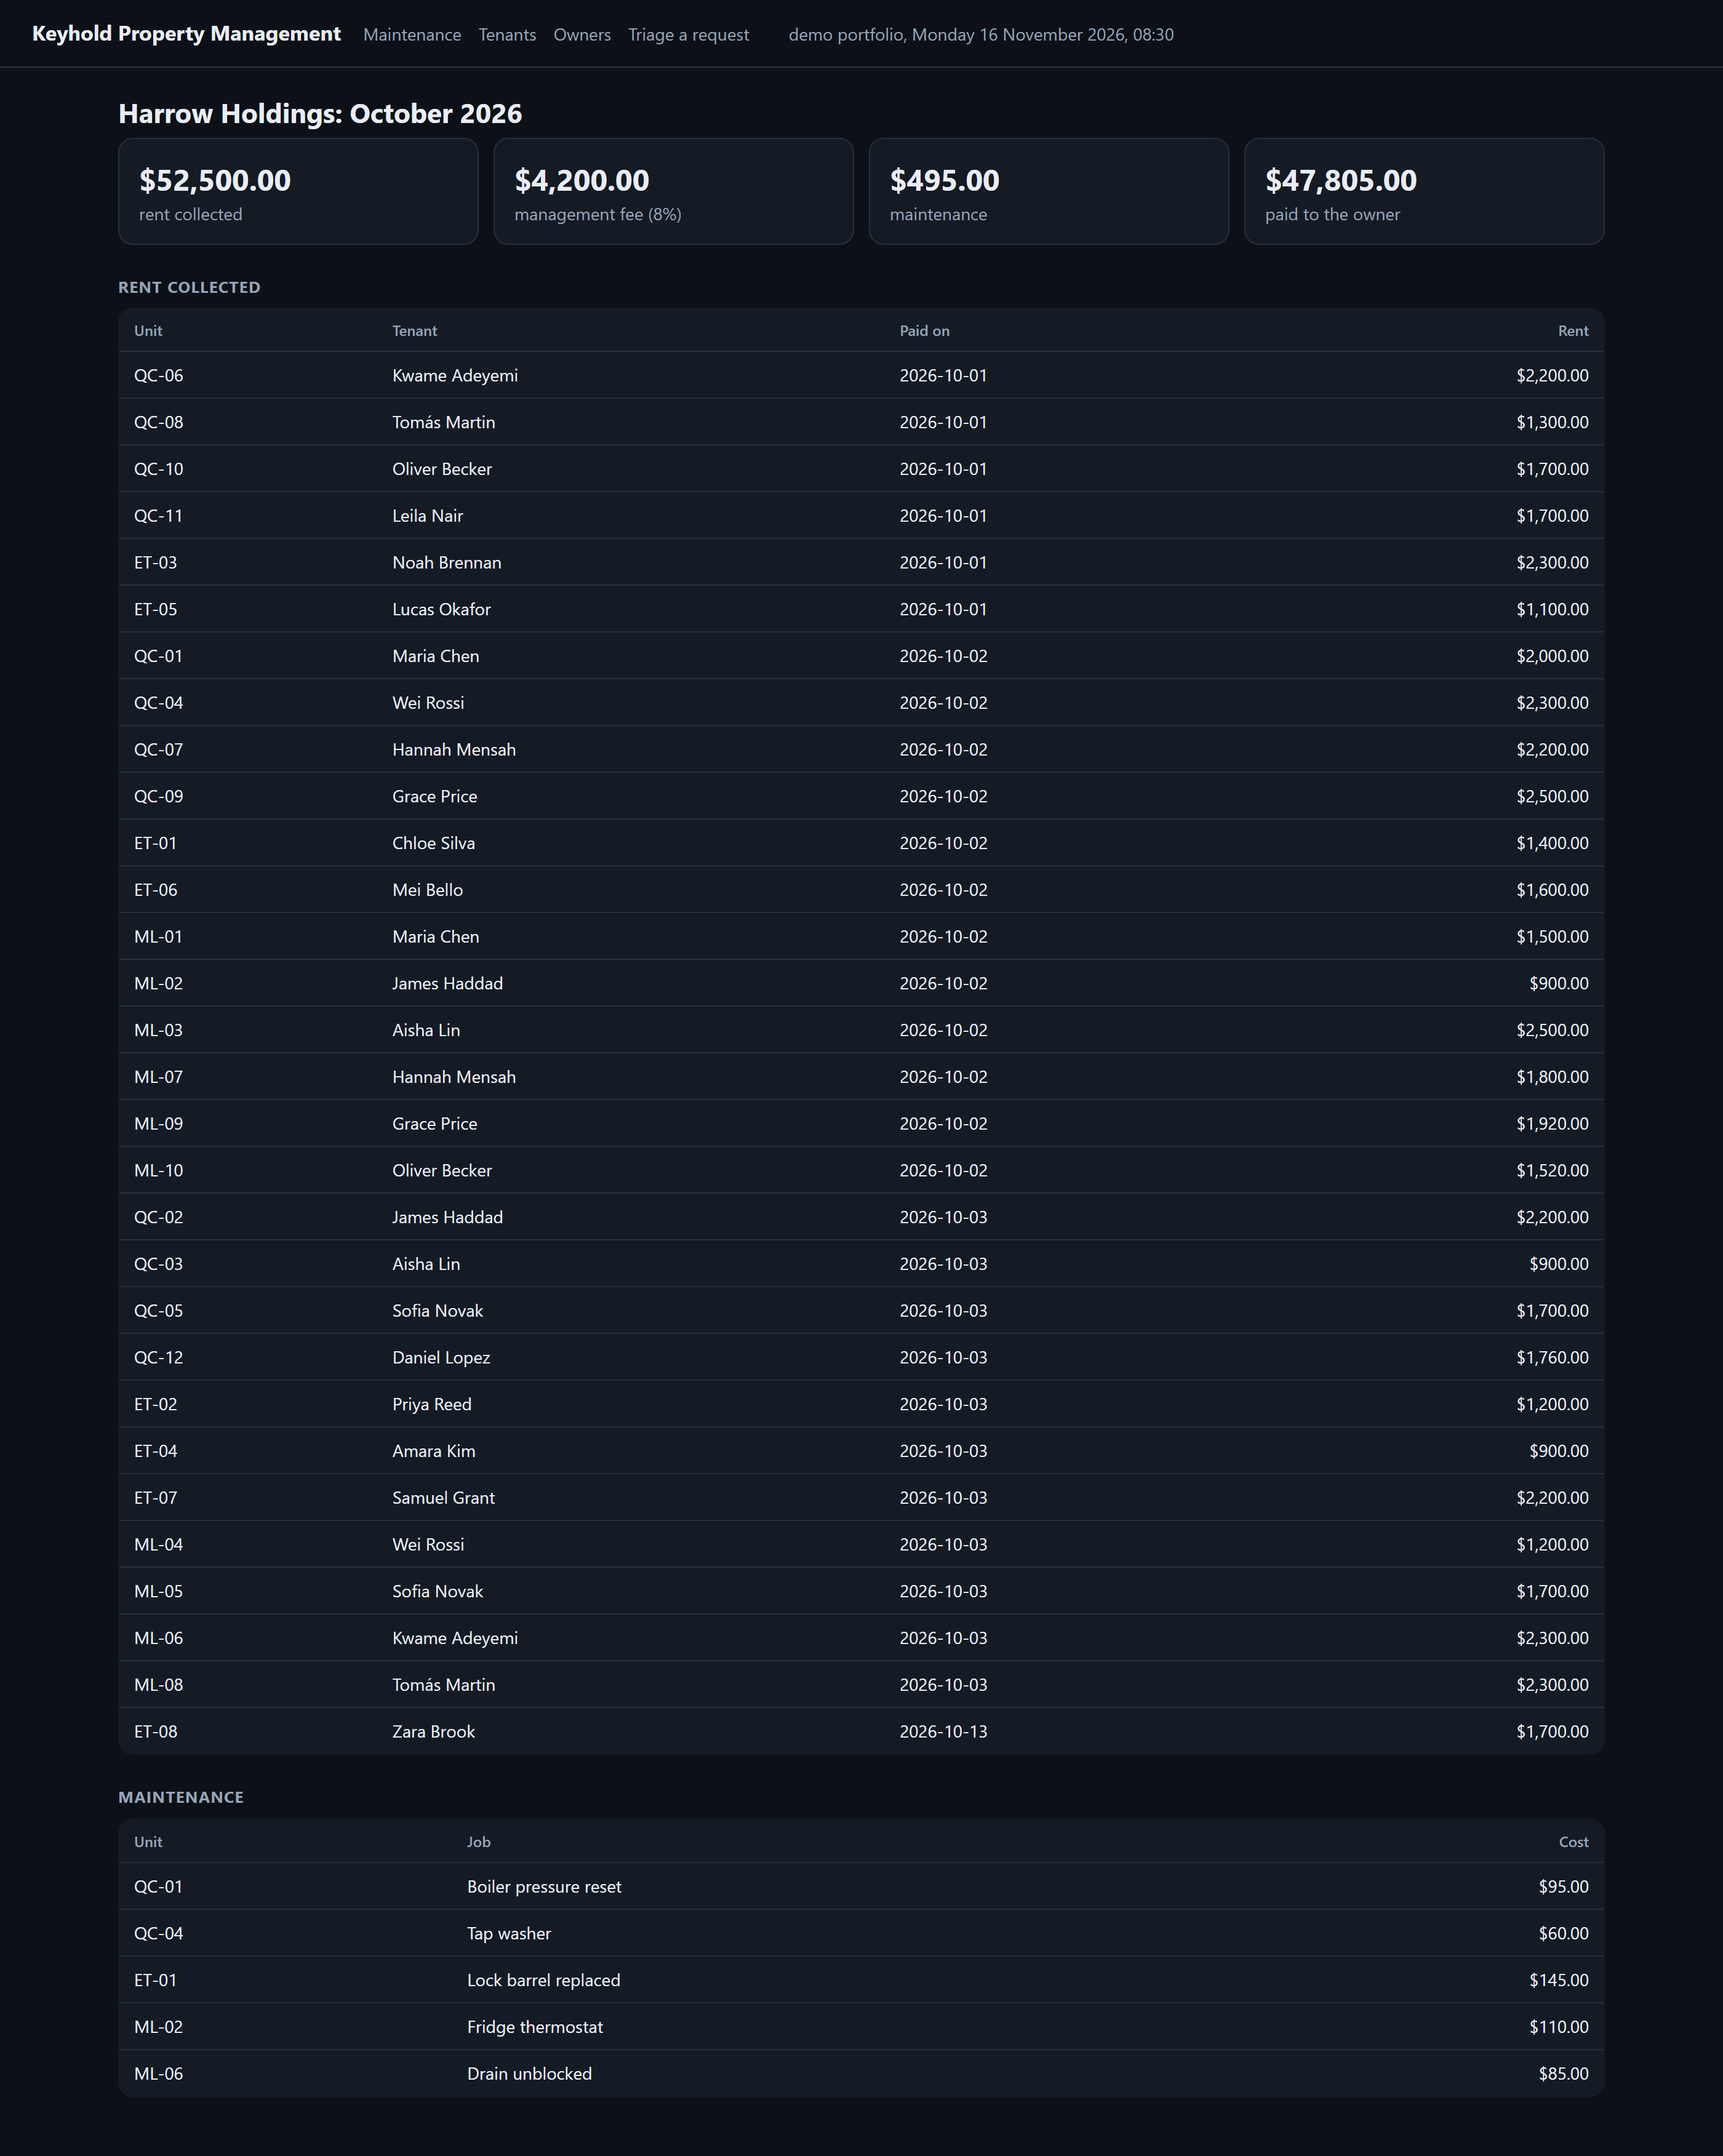 Keyhold Property Management Maintenance Tenants Owners Triage a request demo portfolio, Monday 16 November 2026, 08:30
Harrow Holdings: October 2026
$52,500.00 $4,200.00 $495.00 $47,805.00
rent collected management fee (8%) maintenance paid to the owner
RENT COLLECTED
Unit Tenant Paid on Rent
QC-06 Kwame Adeyemi 2026-10-01 $2,200.00
QC-08 Tomás Martin 2026-10-01 $1,300.00
QC-10 Oliver Becker 2026-10-01 $1,700.00
QC-11 Leila Nair 2026-10-01 $1,700.00
ET-03 Noah Brennan 2026-10-01 $2,300.00
ET-05 Lucas Okafor 2026-10-01 $1,100.00
QC-01 Maria Chen 2026-10-02 $2,000.00
QC-04 Wei Rossi 2026-10-02 $2,300.00
QC-07 Hannah Mensah 2026-10-02 $2,200.00
QC-09 Grace Price 2026-10-02 $2,500.00
ET-01 Chloe Silva 2026-10-02 $1,400.00
ET-06 Mei Bello 2026-10-02 $1,600.00
ML-01 Maria Chen 2026-10-02 $1,500.00
ML-02 James Haddad 2026-10-02 $900.00
ML-03 Aisha Lin 2026-10-02 $2,500.00
ML-07 Hannah Mensah 2026-10-02 $1,800.00
ML-09 Grace Price 2026-10-02 $1,920.00
ML-10 Oliver Becker 2026-10-02 $1,520.00
QC-02 James Haddad 2026-10-03 $2,200.00
QC-03 Aisha Lin 2026-10-03 $900.00
QC-05 Sofia Novak 2026-10-03 $1,700.00
QC-12 Daniel Lopez 2026-10-03 $1,760.00
ET-02 Priya Reed 2026-10-03 $1,200.00
ET-04 Amara Kim 2026-10-03 $900.00
ET-07 Samuel Grant 2026-10-03 $2,200.00
ML-04 Wei Rossi 2026-10-03 $1,200.00
ML-05 Sofia Novak 2026-10-03 $1,700.00
ML-06 Kwame Adeyemi 2026-10-03 $2,300.00
ML-08 Tomás Martin 2026-10-03 $2,300.00
ET-08 Zara Brook 2026-10-13 $1,700.00
MAINTENANCE
Unit Job Cost
QC-01 Boiler pressure reset $95.00
QC-04 Tap washer $60.00
ET-01 Lock barrel replaced $145.00
ML-02 Fridge thermostat $110.00
ML-06 Drain unblocked $85.00